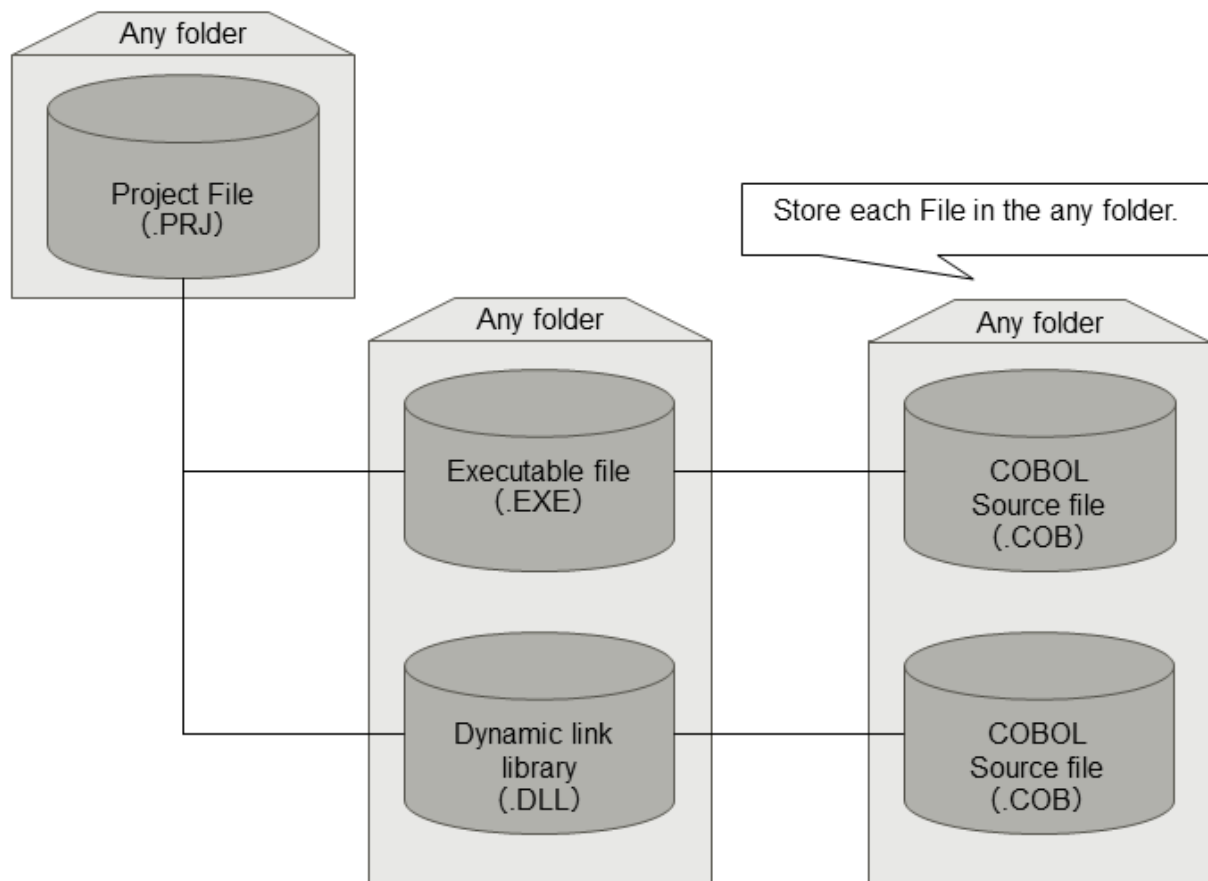 Any folder
Project File
(.PRJ)
Store each File in the any folder.
Any folder
Any folder
Executable file
(.EXE)
COBOL
Source file
(.COB)
Dynamic link
library
(.DLL)
COBOL
Source file
(.COB)